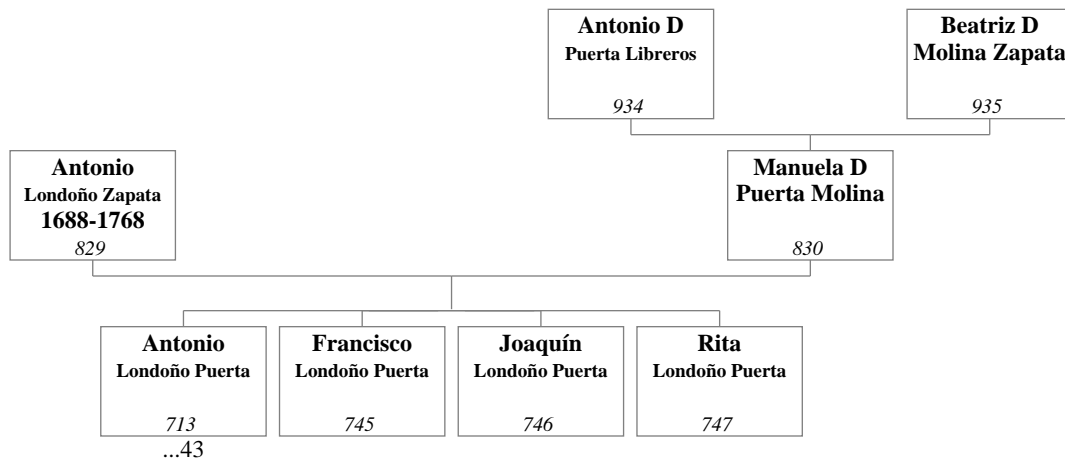 Antonio D
Puerta Libreros
934
Beatriz D
Molina Zapata
935
Antonio
Londoño Zapata
1688-1768
829
Manuela D
Puerta Molina
830
Antonio
Londoño Puerta
713
...43
Francisco
Londoño Puerta
745
Joaquín
Londoño Puerta
746
Rita
Londoño Puerta
747